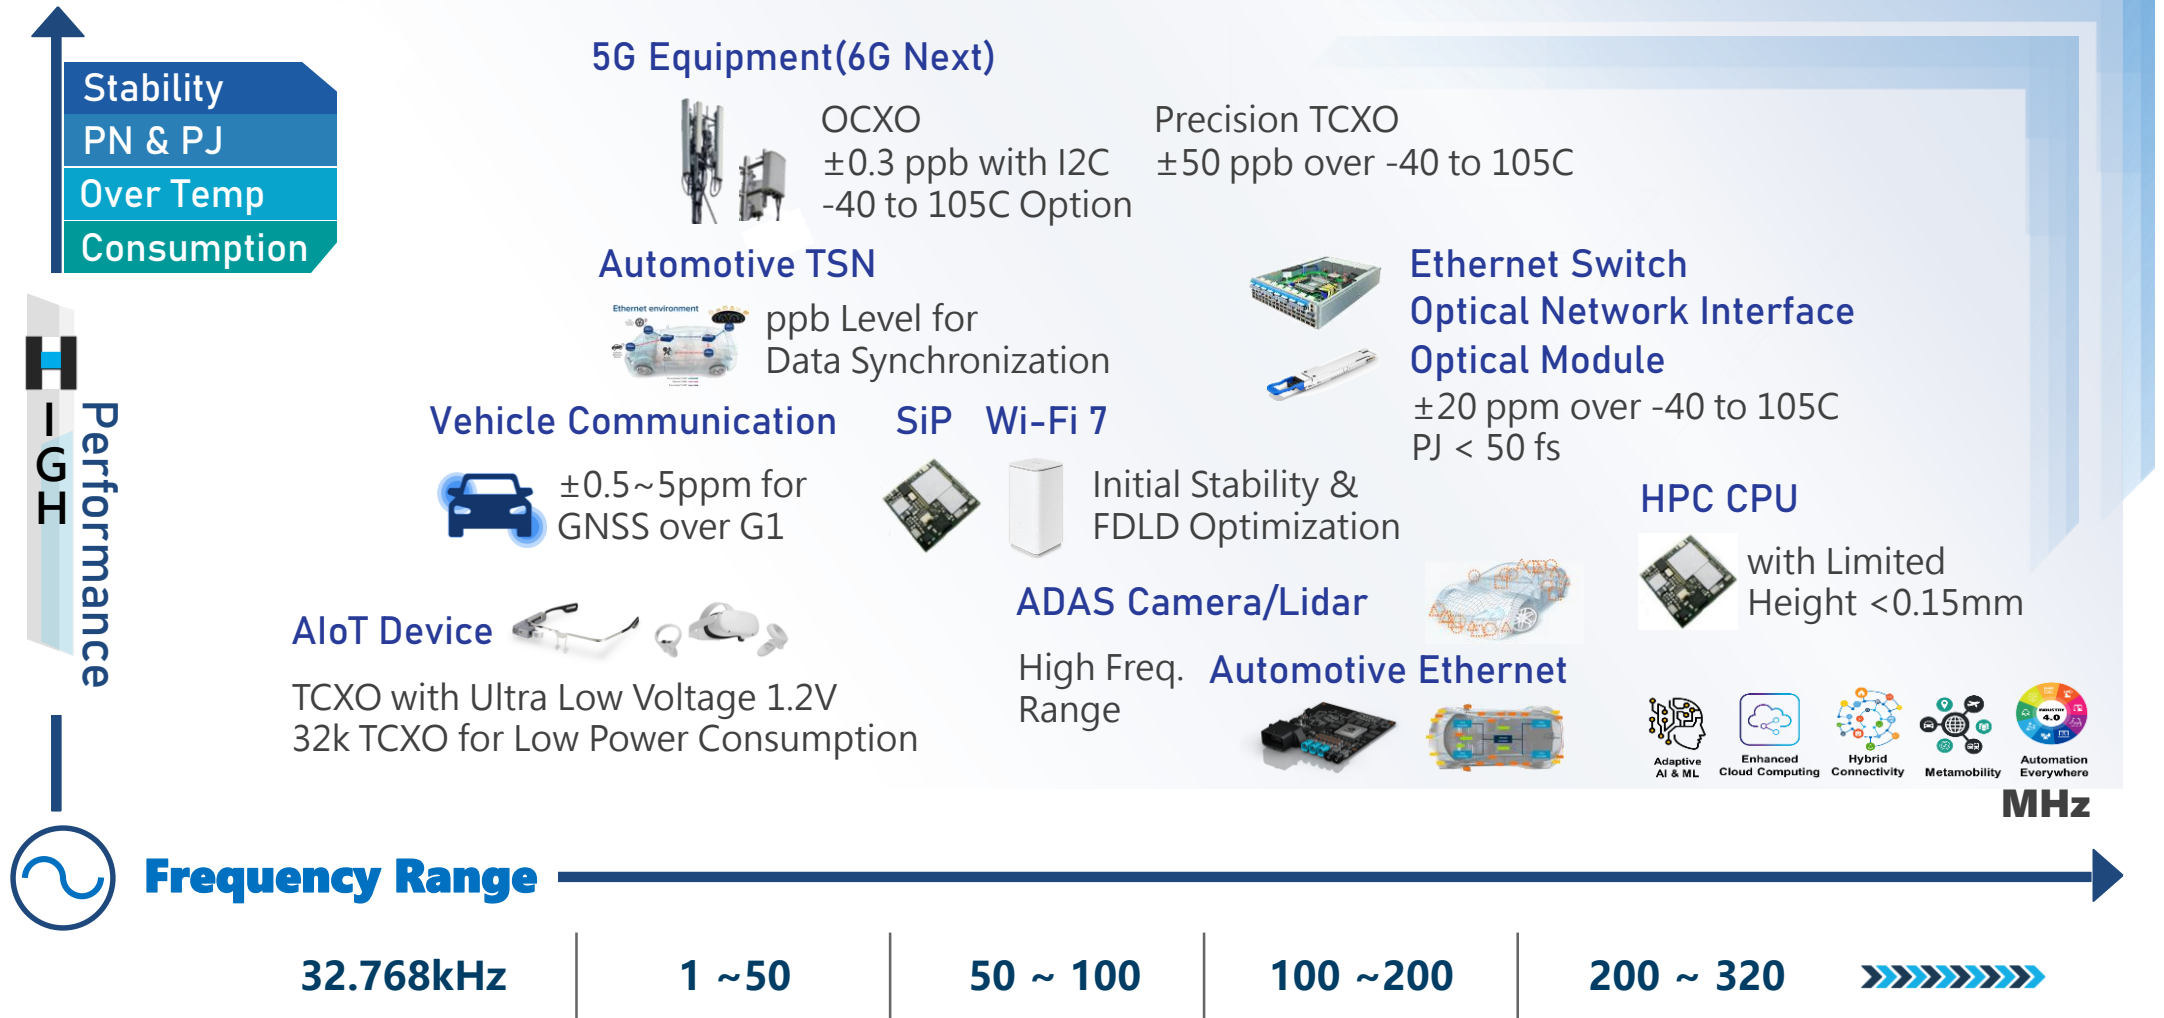 Stability
PN & PJ
Over Temp
Consumption
HIGH
Performance
5G Equipment(6G Next)
OCXO
±0.3 ppb with I2C
-40 to 105C Option
Precision TCXO
±50 ppb over -40 to 105C
Automotive TSN
Ethernet environment
ppb Level for
Data Synchronization
Ethernet Switch
Optical Network Interface
Optical Module
±20 ppm over -40 to 105C
PJ < 50 fs
Vehicle Communication
±0.5~5ppm for
GNSS over G1
SiP
Wi-Fi 7
Initial Stability &
FDLD Optimization
HPC CPU
with Limited
Height <0.15mm
AIoT Device
TCXO with Ultra Low Voltage 1.2V
32k TCXO for Low Power Consumption
ADAS Camera/Lidar
High Freq.
Range
Automotive Ethernet
Adaptive
AI & ML
Enhanced
Cloud Computing
Hybrid
Connectivity
Metamobility
INDUSTRY
4.0
Automation
Everywhere
MHz
Frequency Range
32.768kHz
1 ~50
50 ~ 100
100 ~200
200 ~ 320